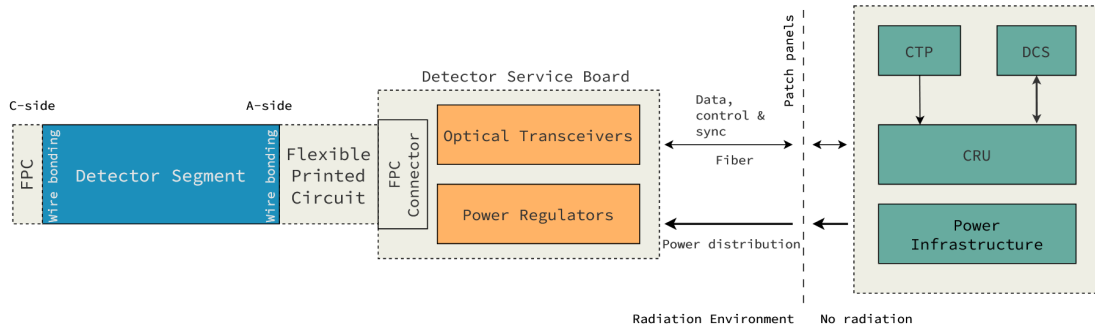 C-side
A-side
FPC
Wire bonding
Detector Segment
Wire bonding
Flexible
Printed
Circuit
Detector Service Board
FPC
Connector
Optical Transceivers
Power Regulators
Data,
control &
sync
Fiber
Power distribution
Patch panels
CTP
DCS
CRU
Power
Infrastructure
Radiation Environment
No radiation